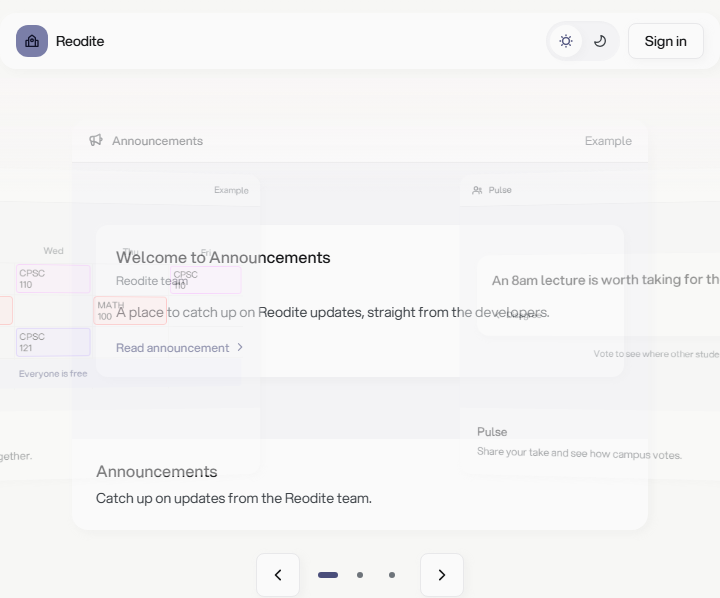 Reodite
Sign in
Announcements
Example
Example
Pulse
Wed
Thu
Fri
CPSC
110
CPSC
110
MATH
100
CPSC
121
Everyone is free
Welcome to Announcements
Reodite team
A place to catch up on Reodite updates, straight from the developers.
Read announcement
An 8am lecture is worth taking for th
Vote to see where other stude
gether.
Pulse
Share your take and see how campus votes.
Announcements
Catch up on updates from the Reodite team.